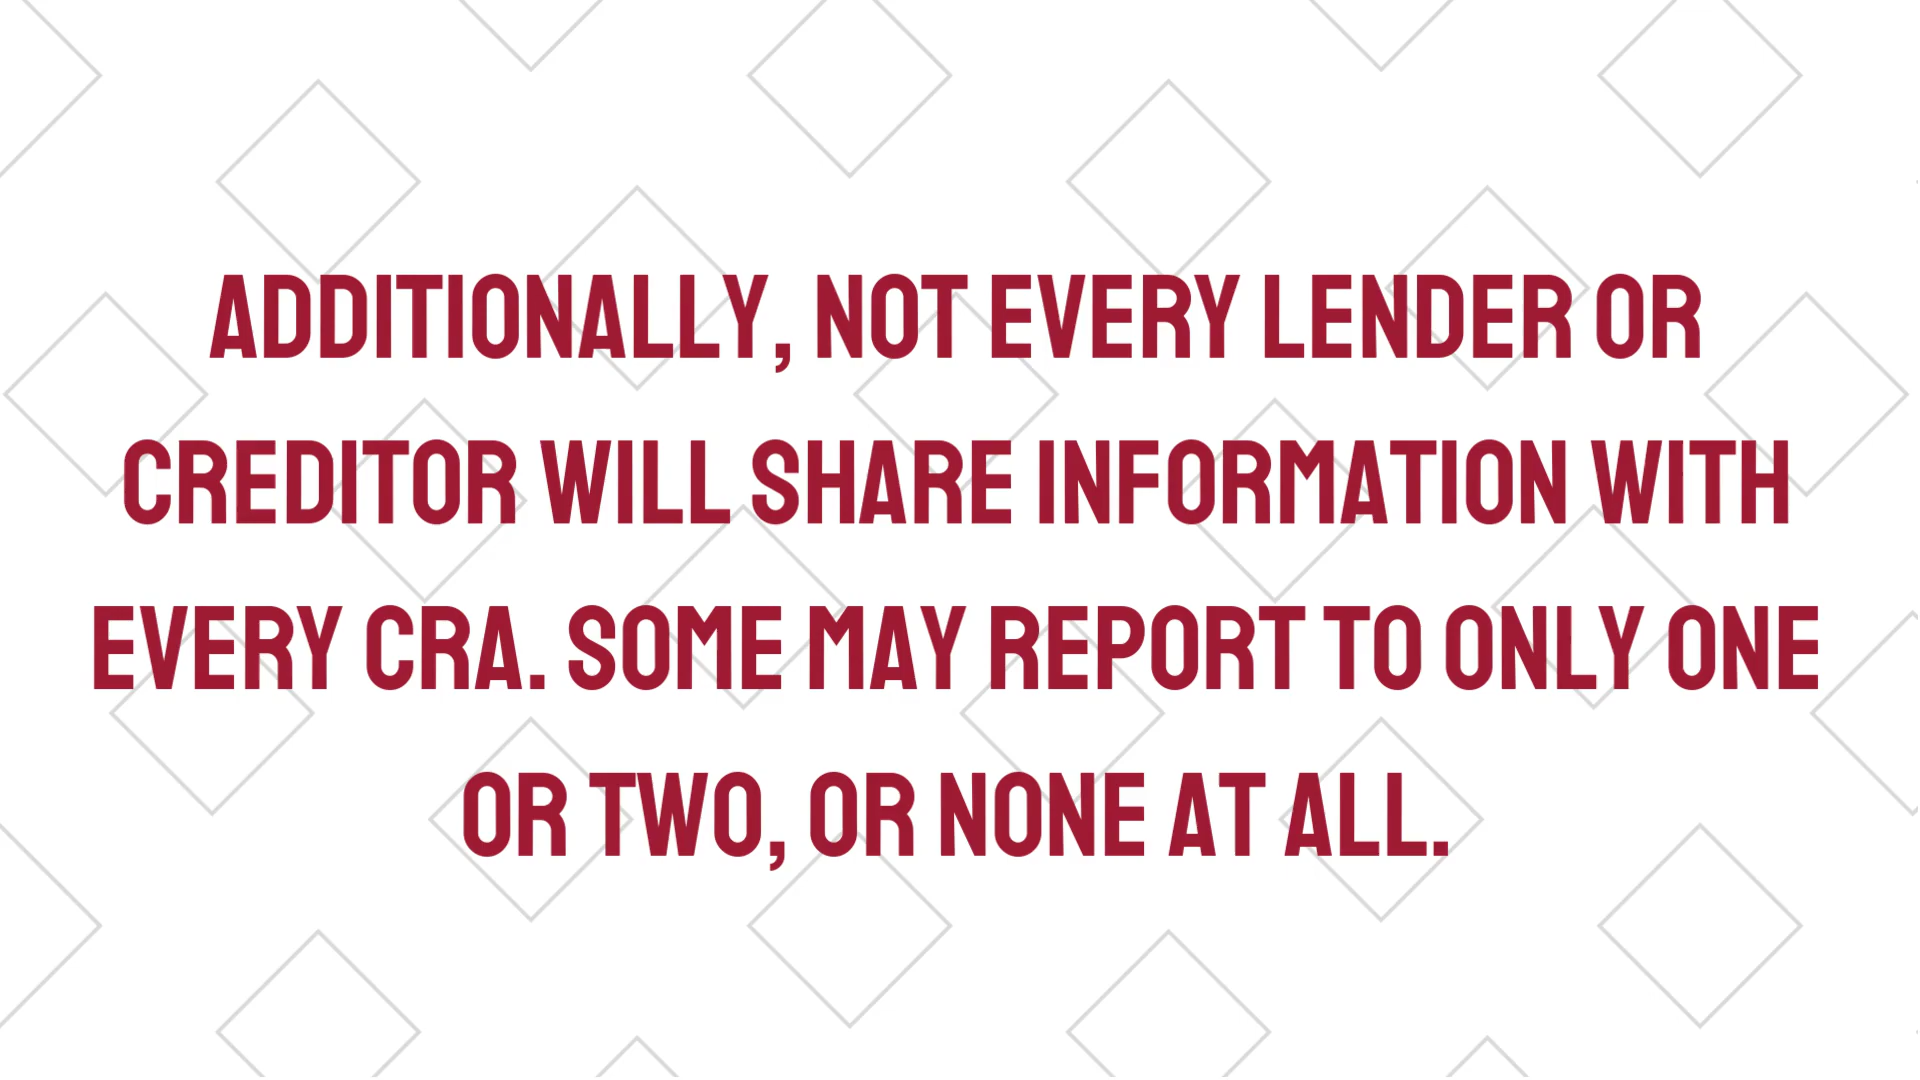 ADDITIONALLY, NOT EVERY LENDER OR
CREDITOR WILL SHARE INFORMATION WITH
EVERY CRA. SOME MAY REPORT TO ONLY ONE
OR TWO, OR NONE AT ALL.